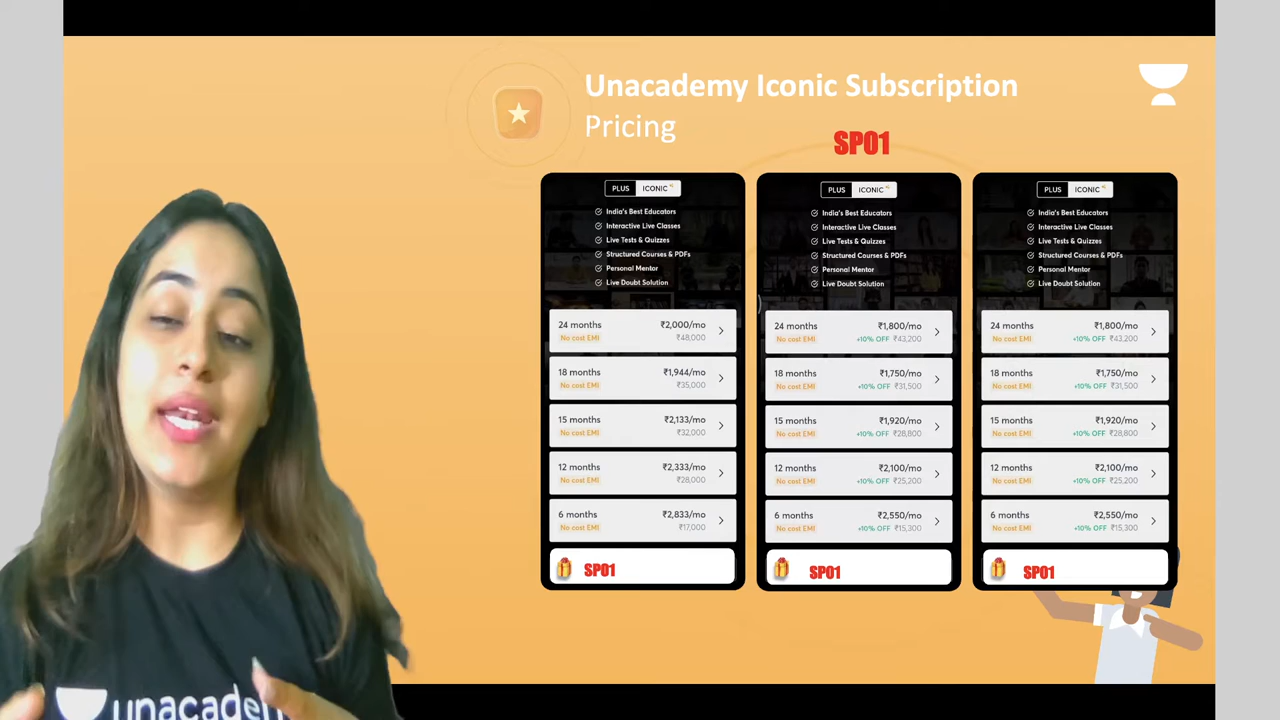 Unacademy Iconic Subscription
Pricing
SP01
PLUS ICONIC
India's Best Educators
Interactive Live Classes
Live Tests & Quizzes
Structured Courses & PDFs
Personal Mentor
Live Doubt Solution
24 months ₹2,000/mo
No cost EMI ₹48,000
18 months ₹1,944/mo
No cost EMI ₹35,000
15 months ₹2,133/mo
No cost EMI ₹32,000
12 months ₹2,333/mo
No cost EMI ₹28,000
6 months ₹2,833/mo
No cost EMI ₹17,000
SP01
PLUS ICONIC
India's Best Educators
Interactive Live Classes
Live Tests & Quizzes
Structured Courses & PDFs
Personal Mentor
Live Doubt Solution
24 months ₹1,800/mo
No cost EMI +10% OFF ₹43,200
18 months ₹1,750/mo
No cost EMI +10% OFF ₹31,500
15 months ₹1,920/mo
No cost EMI +10% OFF ₹28,800
12 months ₹2,100/mo
No cost EMI +10% OFF ₹25,200
6 months ₹2,550/mo
No cost EMI +10% OFF ₹15,300
SP01
PLUS ICONIC
India's Best Educators
Interactive Live Classes
Live Tests & Quizzes
Structured Courses & PDFs
Personal Mentor
Live Doubt Solution
24 months ₹1,800/mo
No cost EMI +10% OFF ₹43,200
18 months ₹1,750/mo
No cost EMI +10% OFF ₹31,500
15 months ₹1,920/mo
No cost EMI +10% OFF ₹28,800
12 months ₹2,100/mo
No cost EMI +10% OFF ₹25,200
6 months ₹2,550/mo
No cost EMI +10% OFF ₹15,300
SP01
unacademy